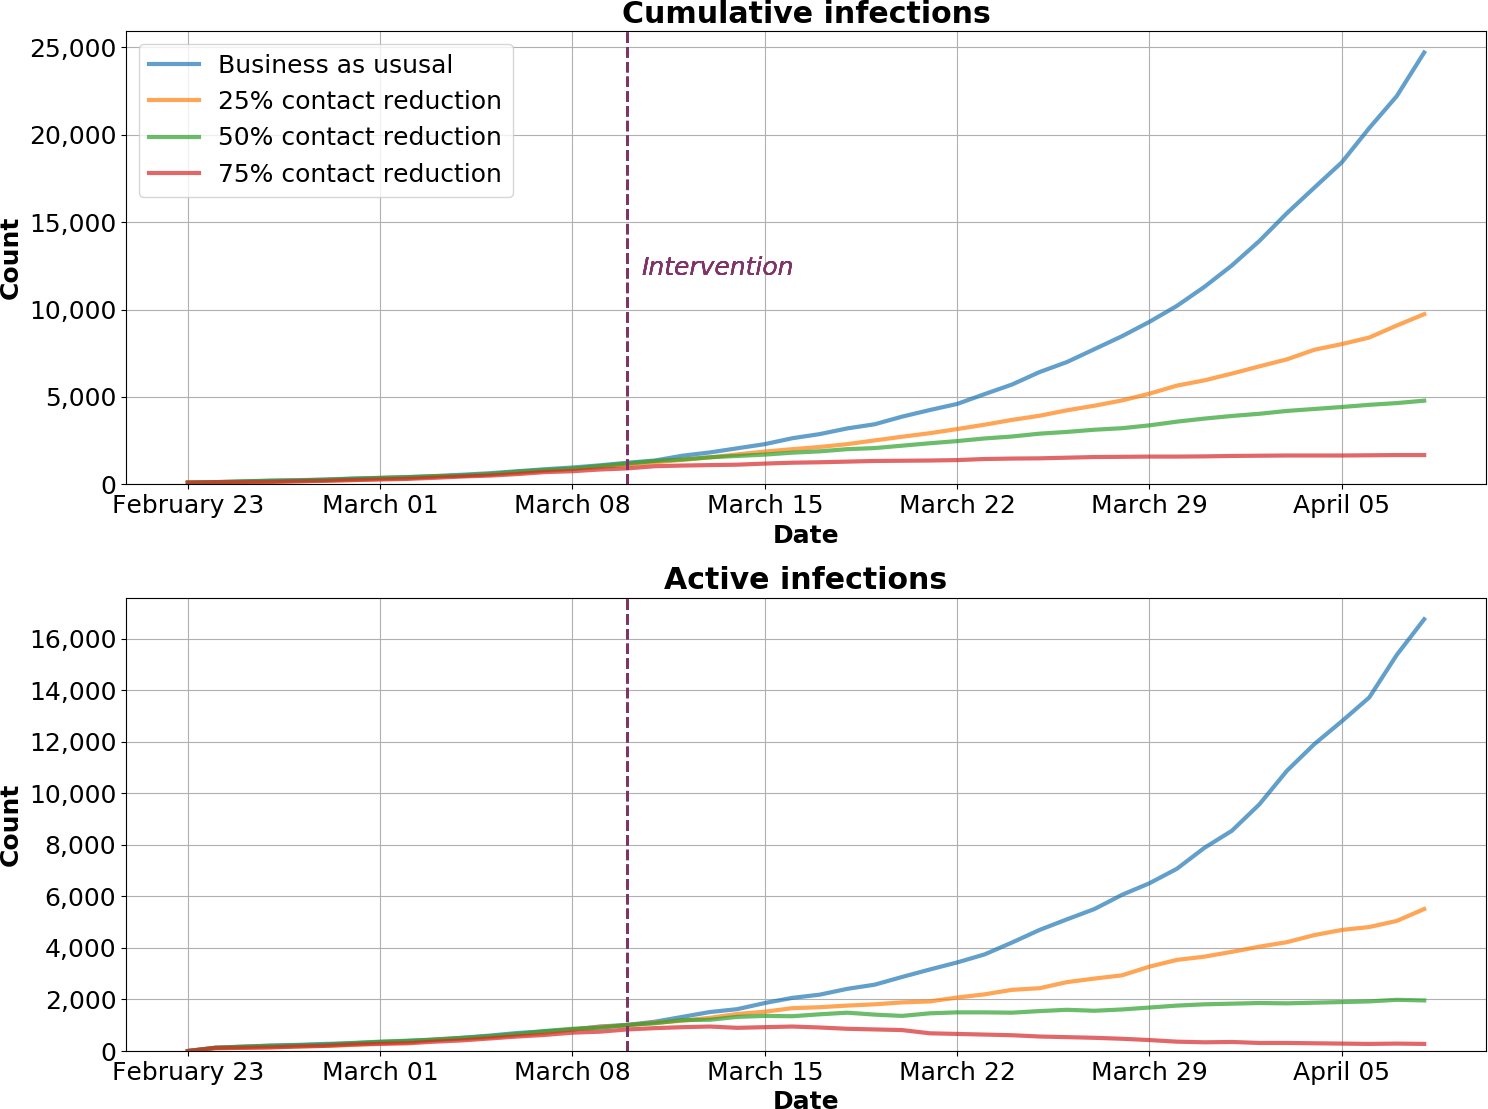 Cumulative infections
25,000
20,000
15,000
10,000
5,000
0
Count
Business as ususal
25% contact reduction
50% contact reduction
75% contact reduction
Intervention
February 23 March 01 March 08 March 15 March 22 March 29 April 05
Date
Active infections
16,000
14,000
12,000
10,000
8,000
6,000
4,000
2,000
0
Count
February 23 March 01 March 08 March 15 March 22 March 29 April 05
Date